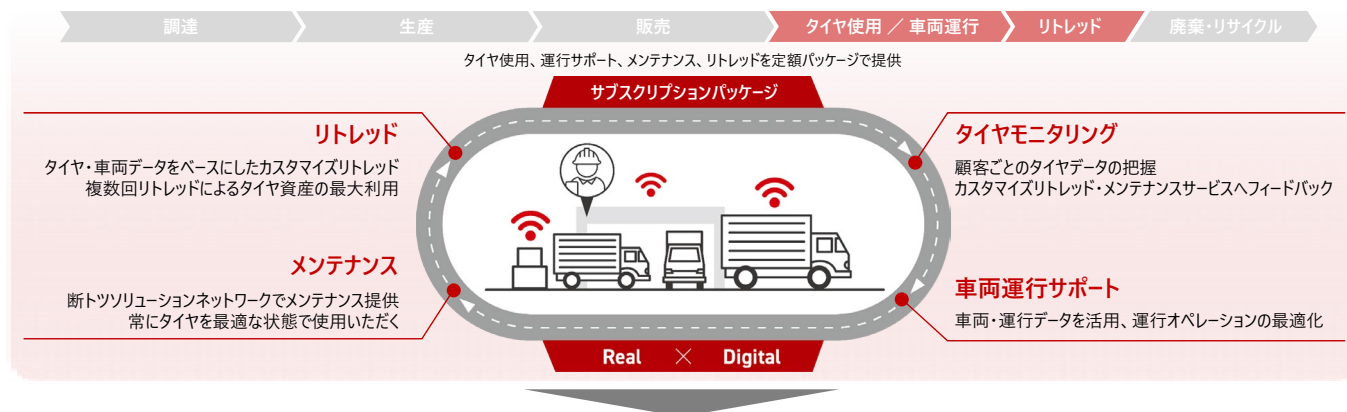 調達
生産
販売
タイヤ使用 ／ 車両運行
リトレッド
廃棄・リサイクル
タイヤ使用、運行サポート、メンテナンス、リトレッドを定額パッケージで提供
サブスクリプションパッケージ
リトレッド
タイヤ・車両データをベースにしたカスタマイズリトレッド
複数回リトレッドによるタイヤ資産の最大利用
タイヤモニタリング
顧客ごとのタイヤデータの把握
カスタマイズリトレッド・メンテナンスサービスへフィードバック
メンテナンス
断トツソリューションネットワークでメンテナンス提供
常にタイヤを最適な状態で使用いただく
車両運行サポート
車両・運行データを活用、運行オペレーションの最適化
Real × Digital